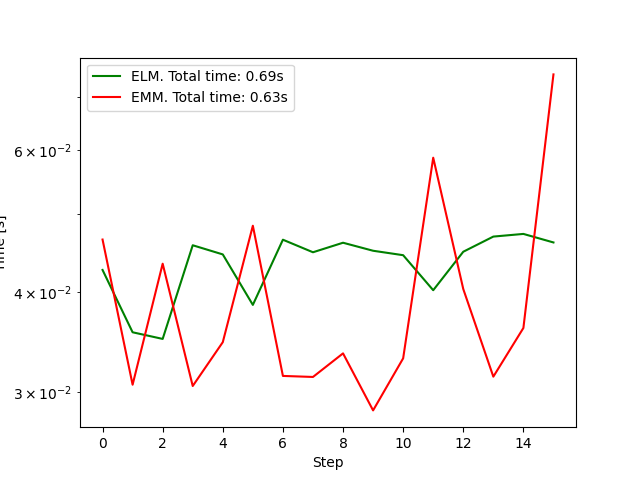 ELM. Total time: 0.69s
EMM. Total time: 0.63s
6 × 10⁻²
4 × 10⁻²
3 × 10⁻²
0 2 4 6 8 10 12 14
Step